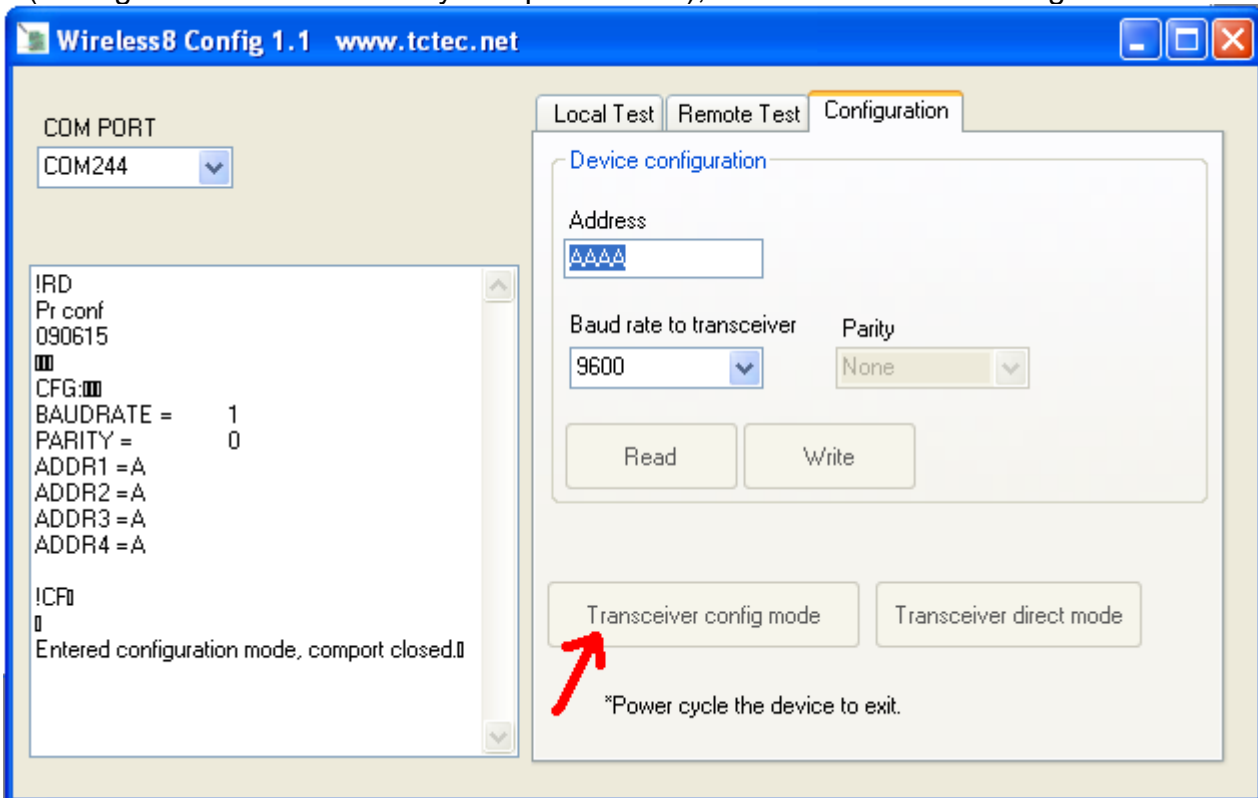 Wireless8 Config 1.1 www.tctec.net
COM PORT
COM244
!RD
Pr conf
090615
CFG:
BAUDRATE = 1
PARITY = 0
ADDR1 =A
ADDR2 =A
ADDR3 =A
ADDR4 =A
!CF
Entered configuration mode, comport closed.
Local Test Remote Test Configuration
Device configuration
Address
AAAA
Baud rate to transceiver Parity
9600 None
Read Write
Transceiver config mode Transceiver direct mode
*Power cycle the device to exit.